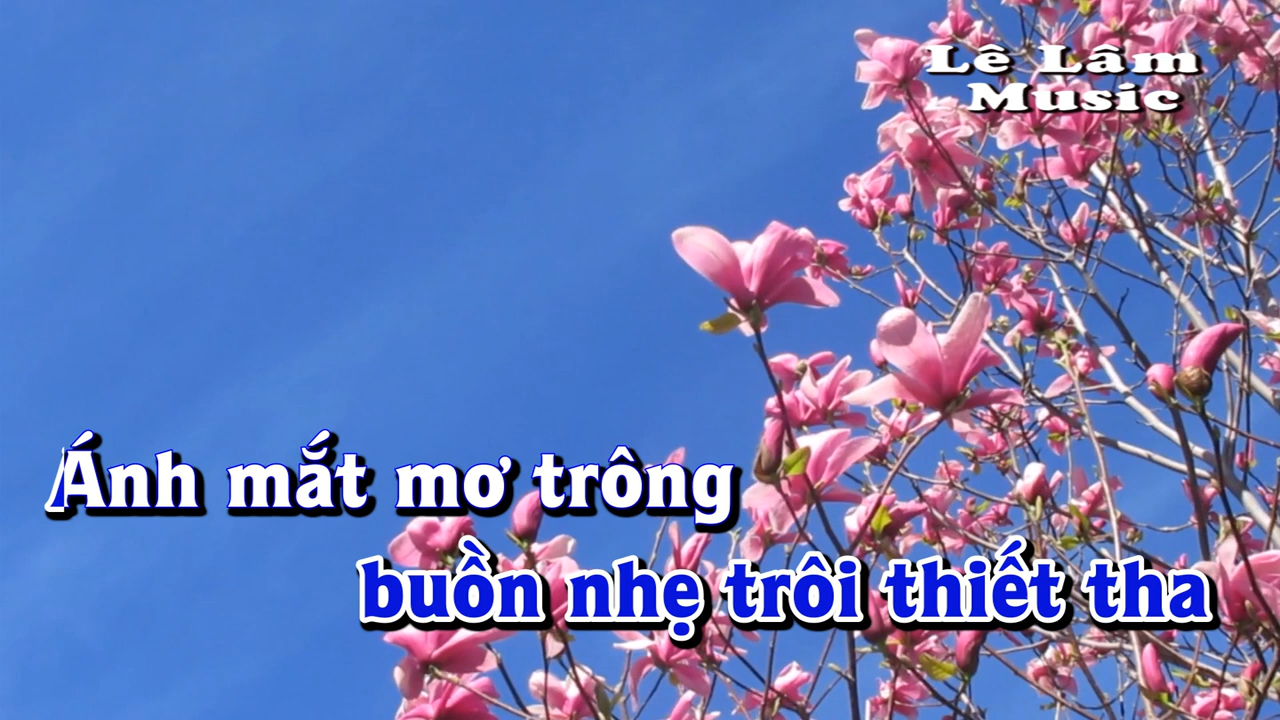 Lê Lâm
Music
Ánh mắt mơ trông
buồn nhẹ trôi thiết tha